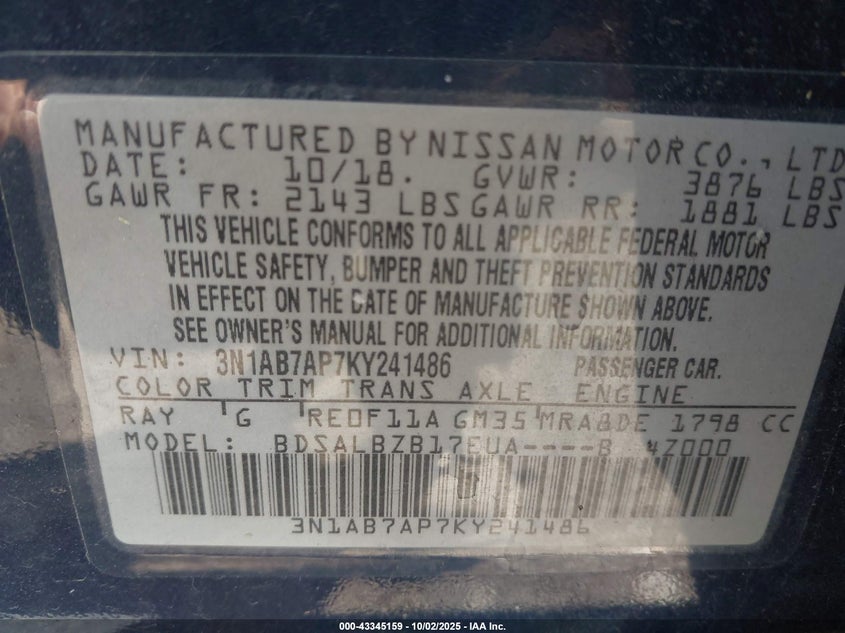 MANUFACTURED BY NISSAN MOTOR CO., LTD
DATE: 10/18. GVWR: 3876 LBS
GAWR FR: 2143 LBS GAWR RR: 1881 LBS
THIS VEHICLE CONFORMS TO ALL APPLICABLE FEDERAL MOTOR
VEHICLE SAFETY, BUMPER AND THEFT PREVENTION STANDARDS
IN EFFECT ON THE DATE OF MANUFACTURE SHOWN ABOVE.
SEE OWNER'S MANUAL FOR ADDITIONAL INFORMATION.
VIN: 3N1AB7AP7KY241486 PASSENGER CAR.
COLOR TRIM TRANS AXLE ENGINE
RAY G RE0F11A GM35 MRA8DE 1798 CC
MODEL: BDSALBZB17EUA----B 4Z000
3N1AB7AP7KY241486
000-43345159 - 10/02/2025 - IAA Inc.